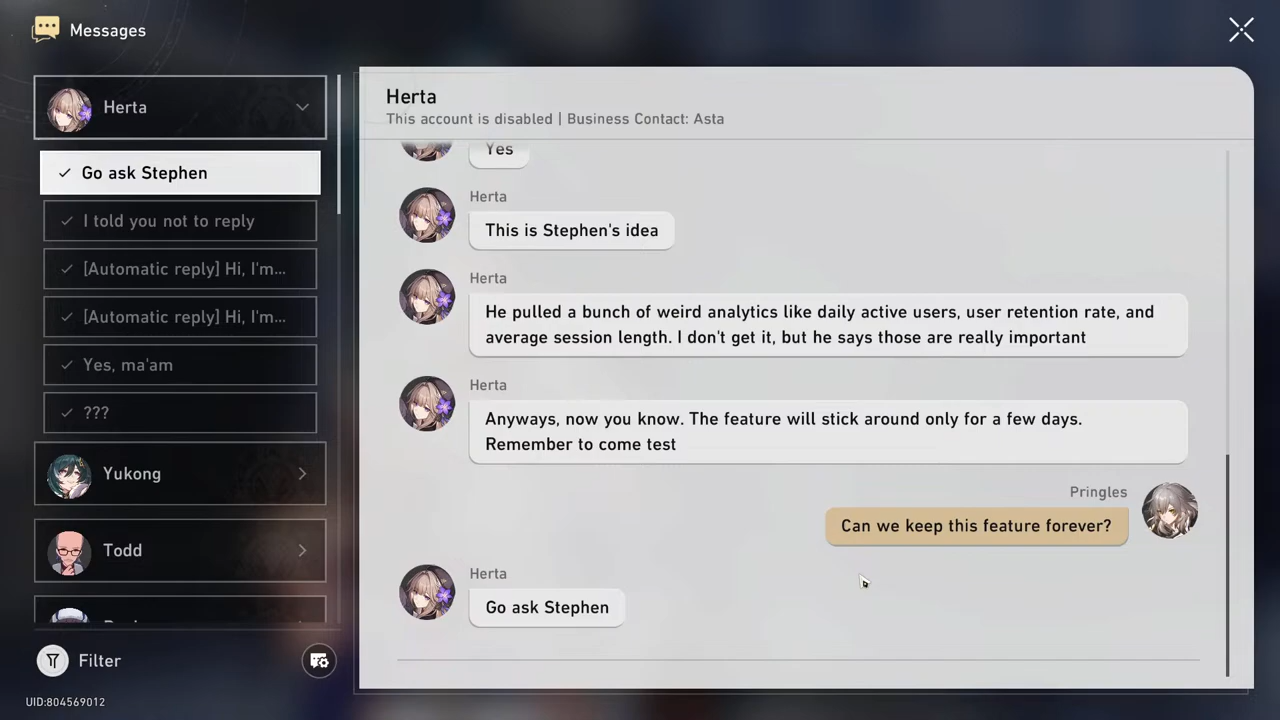 Messages
Herta
Go ask Stephen
I told you not to reply
[Automatic reply] Hi, I'm...
[Automatic reply] Hi, I'm...
Yes, ma'am
???
Yukong
Todd
Filter
UID:804569012
Herta
This account is disabled | Business Contact: Asta
Yes
Herta
This is Stephen's idea
Herta
He pulled a bunch of weird analytics like daily active users, user retention rate, and
average session length. I don't get it, but he says those are really important
Herta
Anyways, now you know. The feature will stick around only for a few days.
Remember to come test
Pringles
Can we keep this feature forever?
Herta
Go ask Stephen